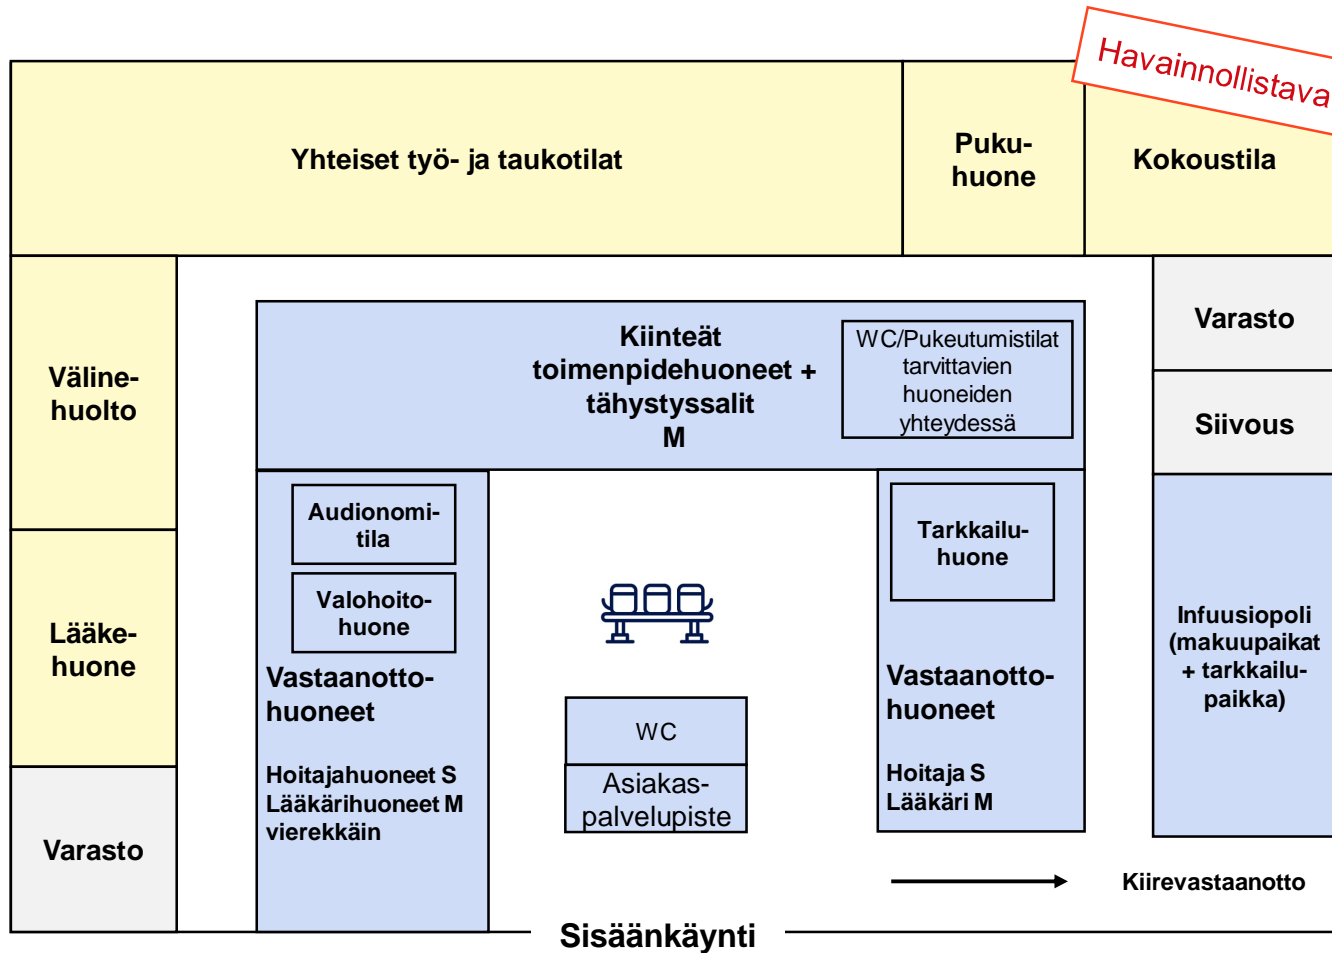 Havainnollistava
Yhteiset työ- ja taukotilat
Puku-
huone
Kokoustila
Väline-
huolto
Kiinteät
toimenpidehuoneet +
tähystyssalit
M
WC/Pukeutumistilat
tarvittavien
huoneiden
yhteydessä
Varasto
Siivous
Audionomi-
tila
Valohoito-
huone
Vastaanotto-
huoneet
Hoitajahuoneet S
Lääkärihuoneet M
vierekkäin
Tarkkailu-
huone
Vastaanotto-
huoneet
Hoitaja S
Lääkäri M
Infuusiopoli
(makuupaikat
+ tarkkailu-
paikka)
Lääke-
huone
WC
Asiakas-
palvelupiste
Varasto
Kiirevastaanotto
Sisäänkäynti